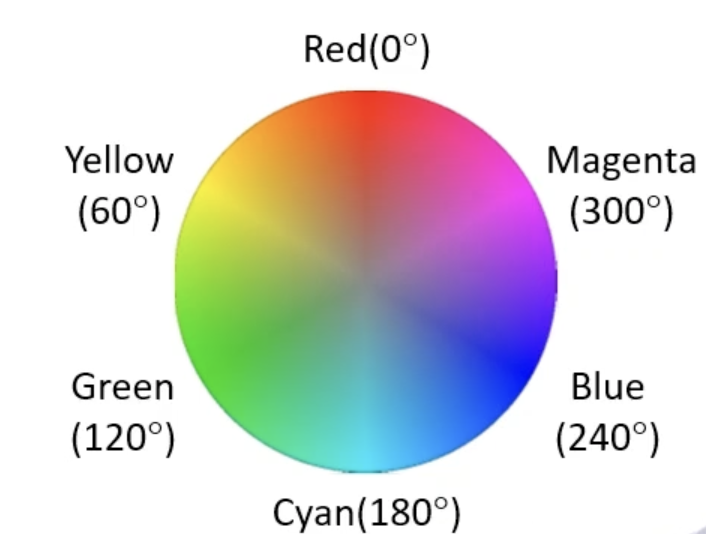 Red(0°)
Yellow
(60°)
Magenta
(300°)
Green
(120°)
Blue
(240°)
Cyan(180°)